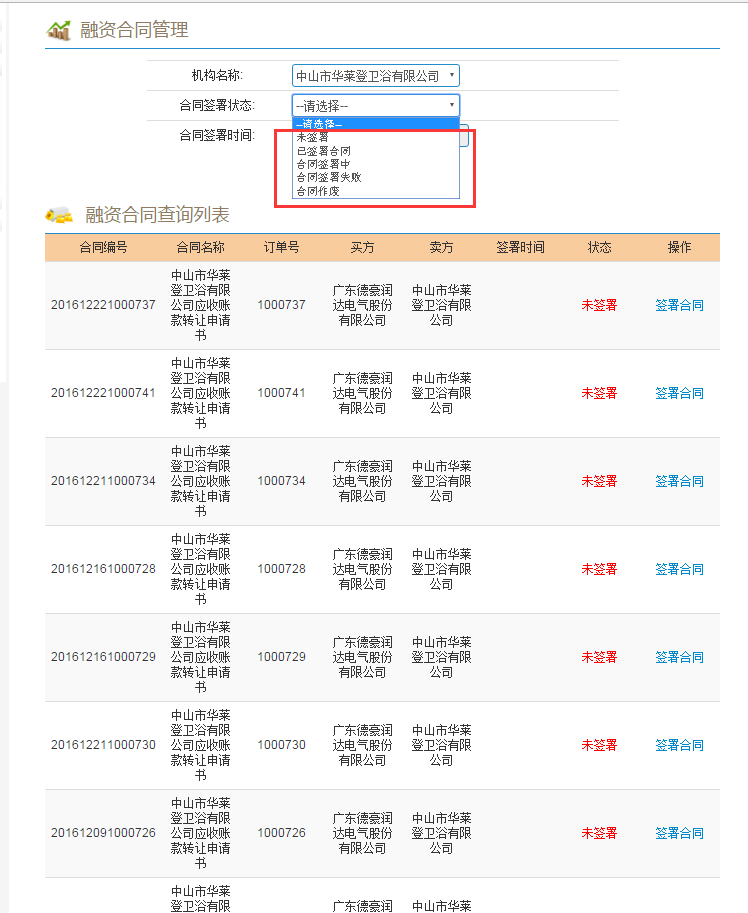 融资合同管理
机构名称: 中山市华莱登卫浴有限公司
合同签署状态: --请选择--
--请选择--
合同签署时间:
未签署
已签署合同
合同签署中
合同签署失败
合同作废
融资合同查询列表
合同编号 合同名称 订单号 买方 卖方 签署时间 状态 操作
中山市华莱
登卫浴有限 广东德豪润 中山市华莱
201612221000737 公司应收账 1000737 达电气股份 登卫浴有限 未签署 签署合同
款转让申请 有限公司 公司
书
中山市华莱
登卫浴有限 广东德豪润 中山市华莱
201612221000741 公司应收账 1000741 达电气股份 登卫浴有限 未签署 签署合同
款转让申请 有限公司 公司
书
中山市华莱
登卫浴有限 广东德豪润 中山市华莱
201612211000734 公司应收账 1000734 达电气股份 登卫浴有限 未签署 签署合同
款转让申请 有限公司 公司
书
中山市华莱
登卫浴有限 广东德豪润 中山市华莱
201612161000728 公司应收账 1000728 达电气股份 登卫浴有限 未签署 签署合同
款转让申请 有限公司 公司
书
中山市华莱
登卫浴有限 广东德豪润 中山市华莱
201612161000729 公司应收账 1000729 达电气股份 登卫浴有限 未签署 签署合同
款转让申请 有限公司 公司
书
中山市华莱
登卫浴有限 广东德豪润 中山市华莱
201612211000730 公司应收账 1000730 达电气股份 登卫浴有限 未签署 签署合同
款转让申请 有限公司 公司
书
中山市华莱
登卫浴有限 广东德豪润 中山市华莱
201612091000726 公司应收账 1000726 达电气股份 登卫浴有限 未签署 签署合同
款转让申请 有限公司 公司
书
中山市华莱
登卫浴有限 广东德豪润 中山市华莱